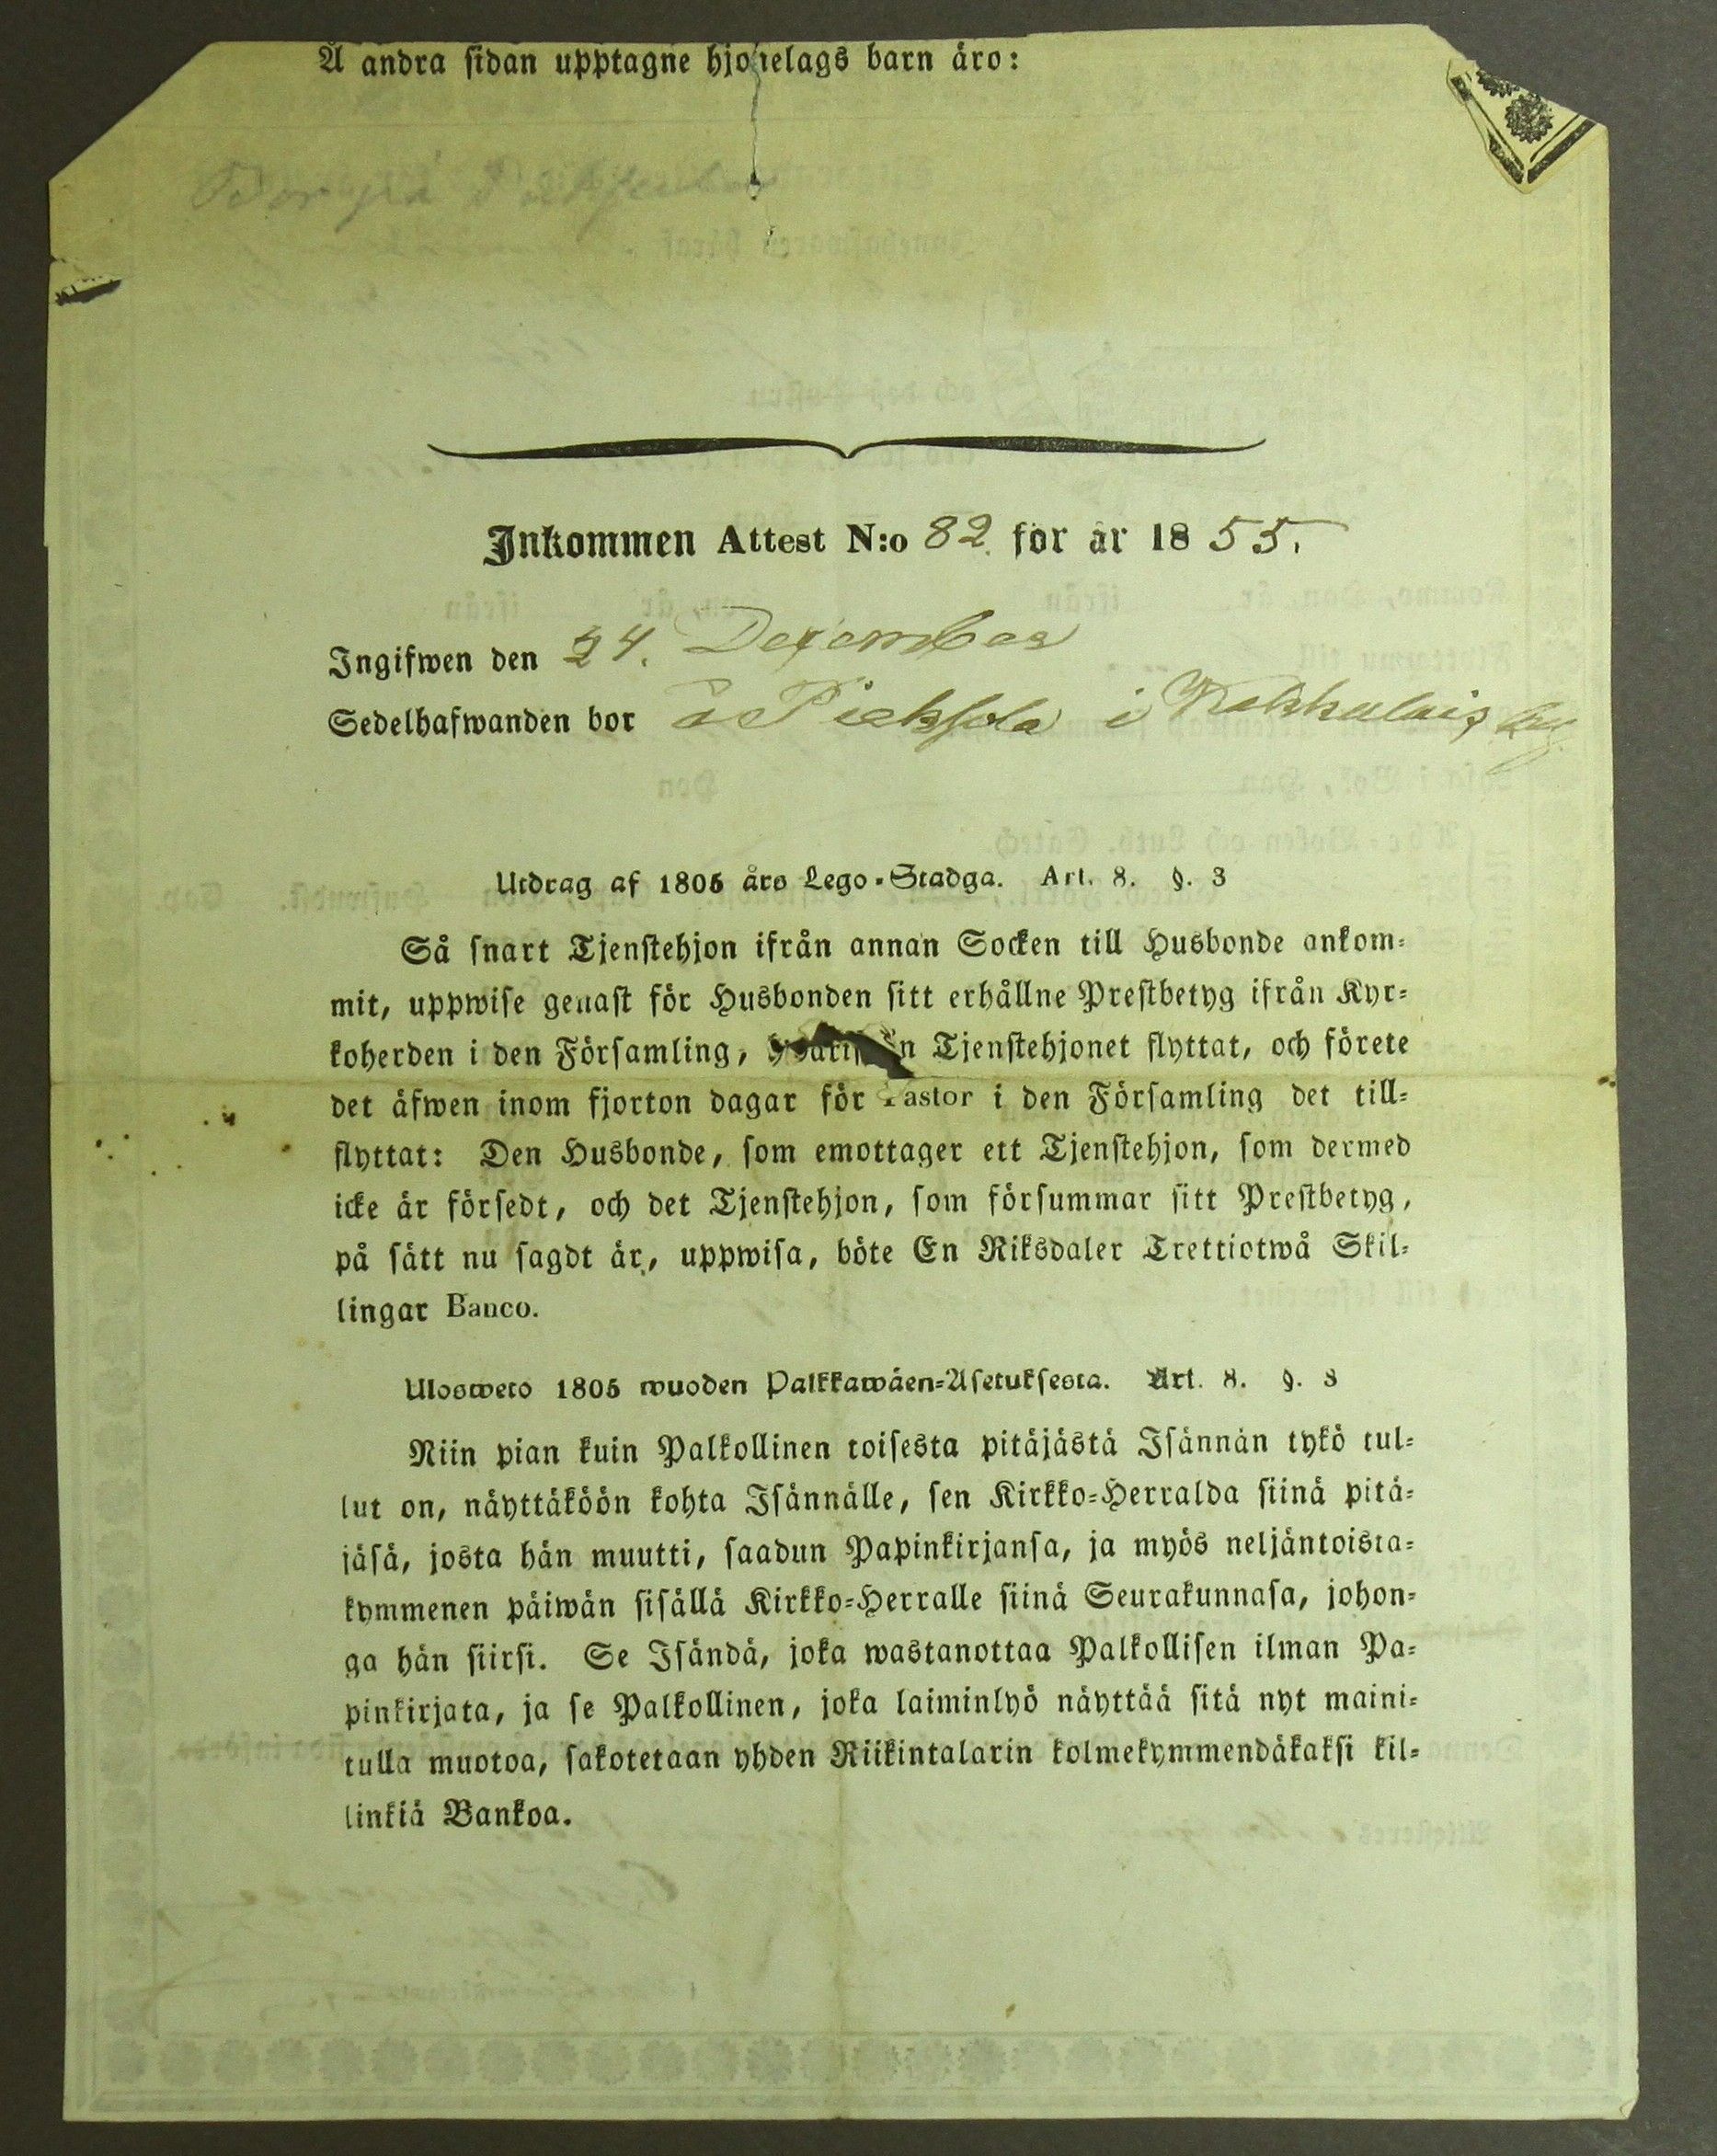 Å andra sidan upptagne hjonelags barn äro:
Inkommen Attest N:o 82. för år 1855.
Ingifwen den 24. December
Sedelhafwanden bor å Pieksola i Kakkulais by
Utdrag af 1805 års Lego-Stadga. Art. 8. §. 3
Så snart Tjenstehjon ifrån annan Socken till Husbonde ankom-
mit, uppwise genast för Husbonden sitt erhållne Prestbetyg ifrån Kyr-
koherden i den Församling, hwarifrån Tjenstehjonet flyttat, och förete
det äfwen inom fjorton dagar för Pastor i den Församling det till-
flyttat: Den Husbonde, som emottager ett Tjenstehjon, som dermed
icke är försedt, och det Tjenstehjon, som försummar sitt Prestbetyg,
på sätt nu sagdt är, uppwisa, böte En Riksdaler Trettiotwå Skil-
lingar Banco.
Ulosweto 1805 wuoden Palkkawäen-Asetuksesta. Art. 8. §. 3
Niin pian kuin Palkollinen toisesta pitäjästä Isännän tykö tul-
lut on, näyttäköön kohta Isännälle, sen Kirkko-Herralda siinä pitä-
jäsä, josta hän muutti, saadun Papinkirjansa, ja myös neljäntoista-
kymmenen päiwän sisällä Kirkko-Herralle siinä Seurakunnasa, johon-
ga hän siirsi. Se Isändä, joka wastanottaa Palkollisen ilman Pa-
pinkirjata, ja se Palkollinen, joka laiminlyö näyttää sitä nyt maini-
tulla muotoa, sakotetaan yhden Riikintalarin kolmekymmendäkaksi kil-
linkiä Bankoa.